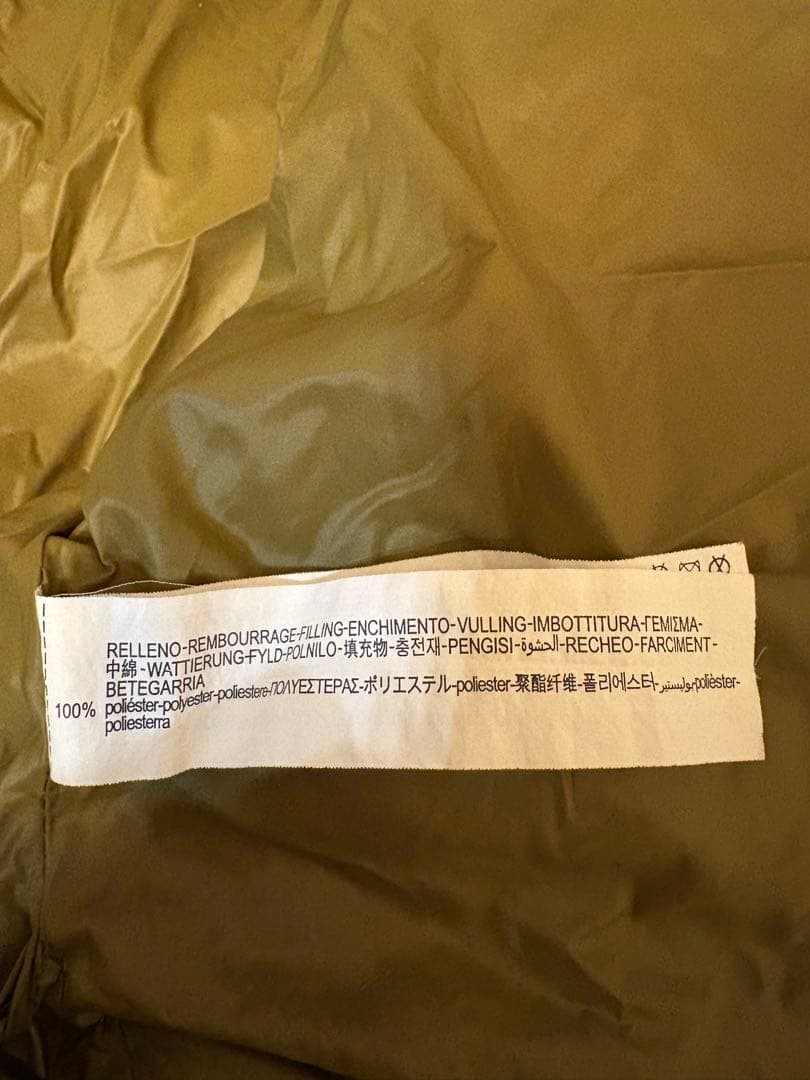 RELLENO-REMBOURRAGE-FILLING-ENCHIMENTO-VULLING-IMBOTTITURA-ΓΕΜΙΣΜΑ-
中綿-WATTIERUNG-FYLD-POLNILO-填充物-충전재-PENGISI-الحشوة-RECHEO-FARCIMENT-
BETEGARRIA
100% poliéster-polyester-poliestere-ΠΟΛΥΕΣΤΕΡΑΣ-ポリエステル-poliester-聚酯纤维-폴리에스터-بوليستير-polièster-
poliesterra